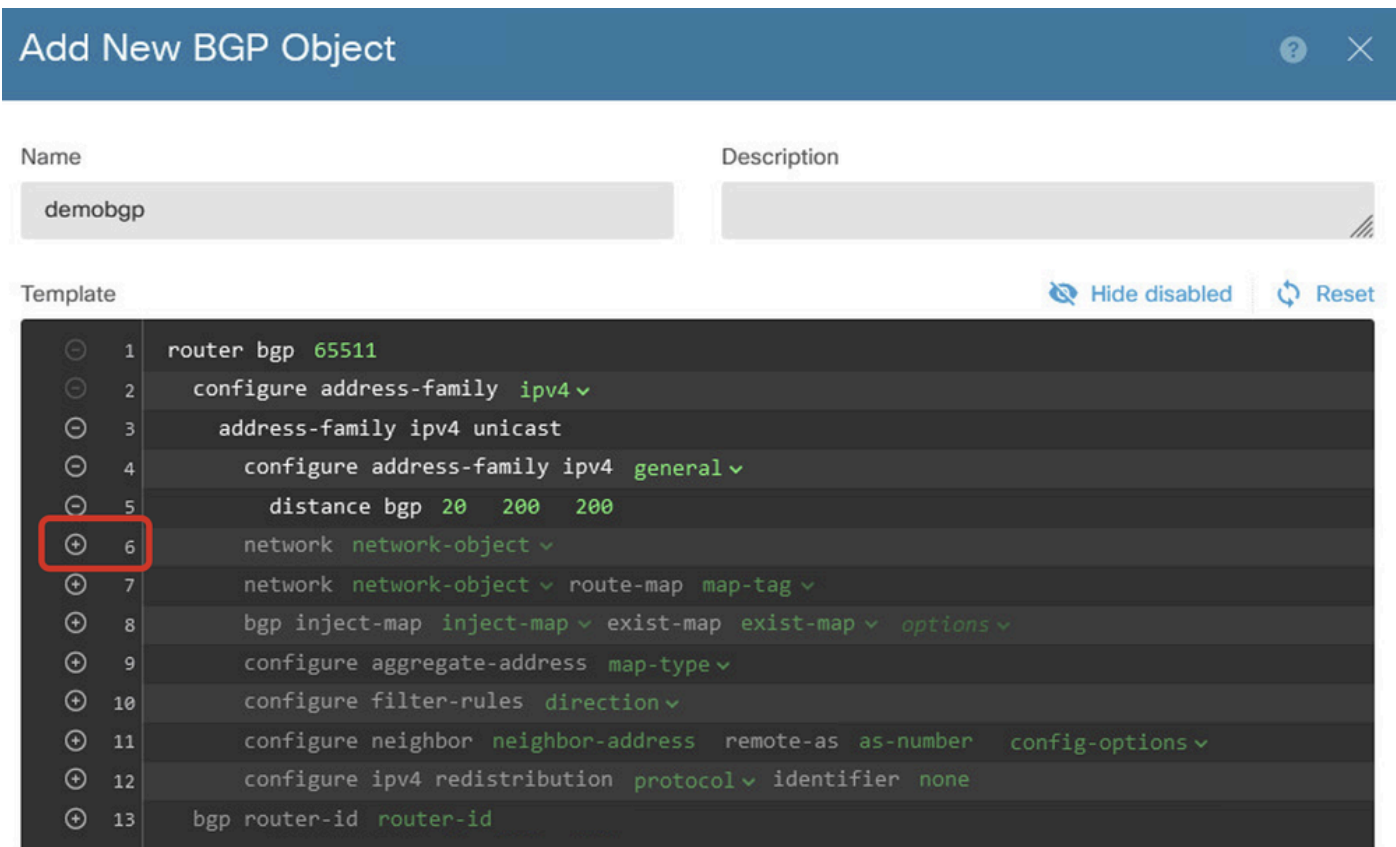 Add New BGP Object
Name
Description
demobgp
Template
Hide disabled
Reset
1 router bgp 65511
2 configure address-family ipv4
3 address-family ipv4 unicast
4 configure address-family ipv4 general
5 distance bgp 20 200 200
6 network network-object
7 network network-object route-map map-tag
8 bgp inject-map inject-map exist-map exist-map options
9 configure aggregate-address map-type
10 configure filter-rules direction
11 configure neighbor neighbor-address remote-as as-number config-options
12 configure ipv4 redistribution protocol identifier none
13 bgp router-id router-id